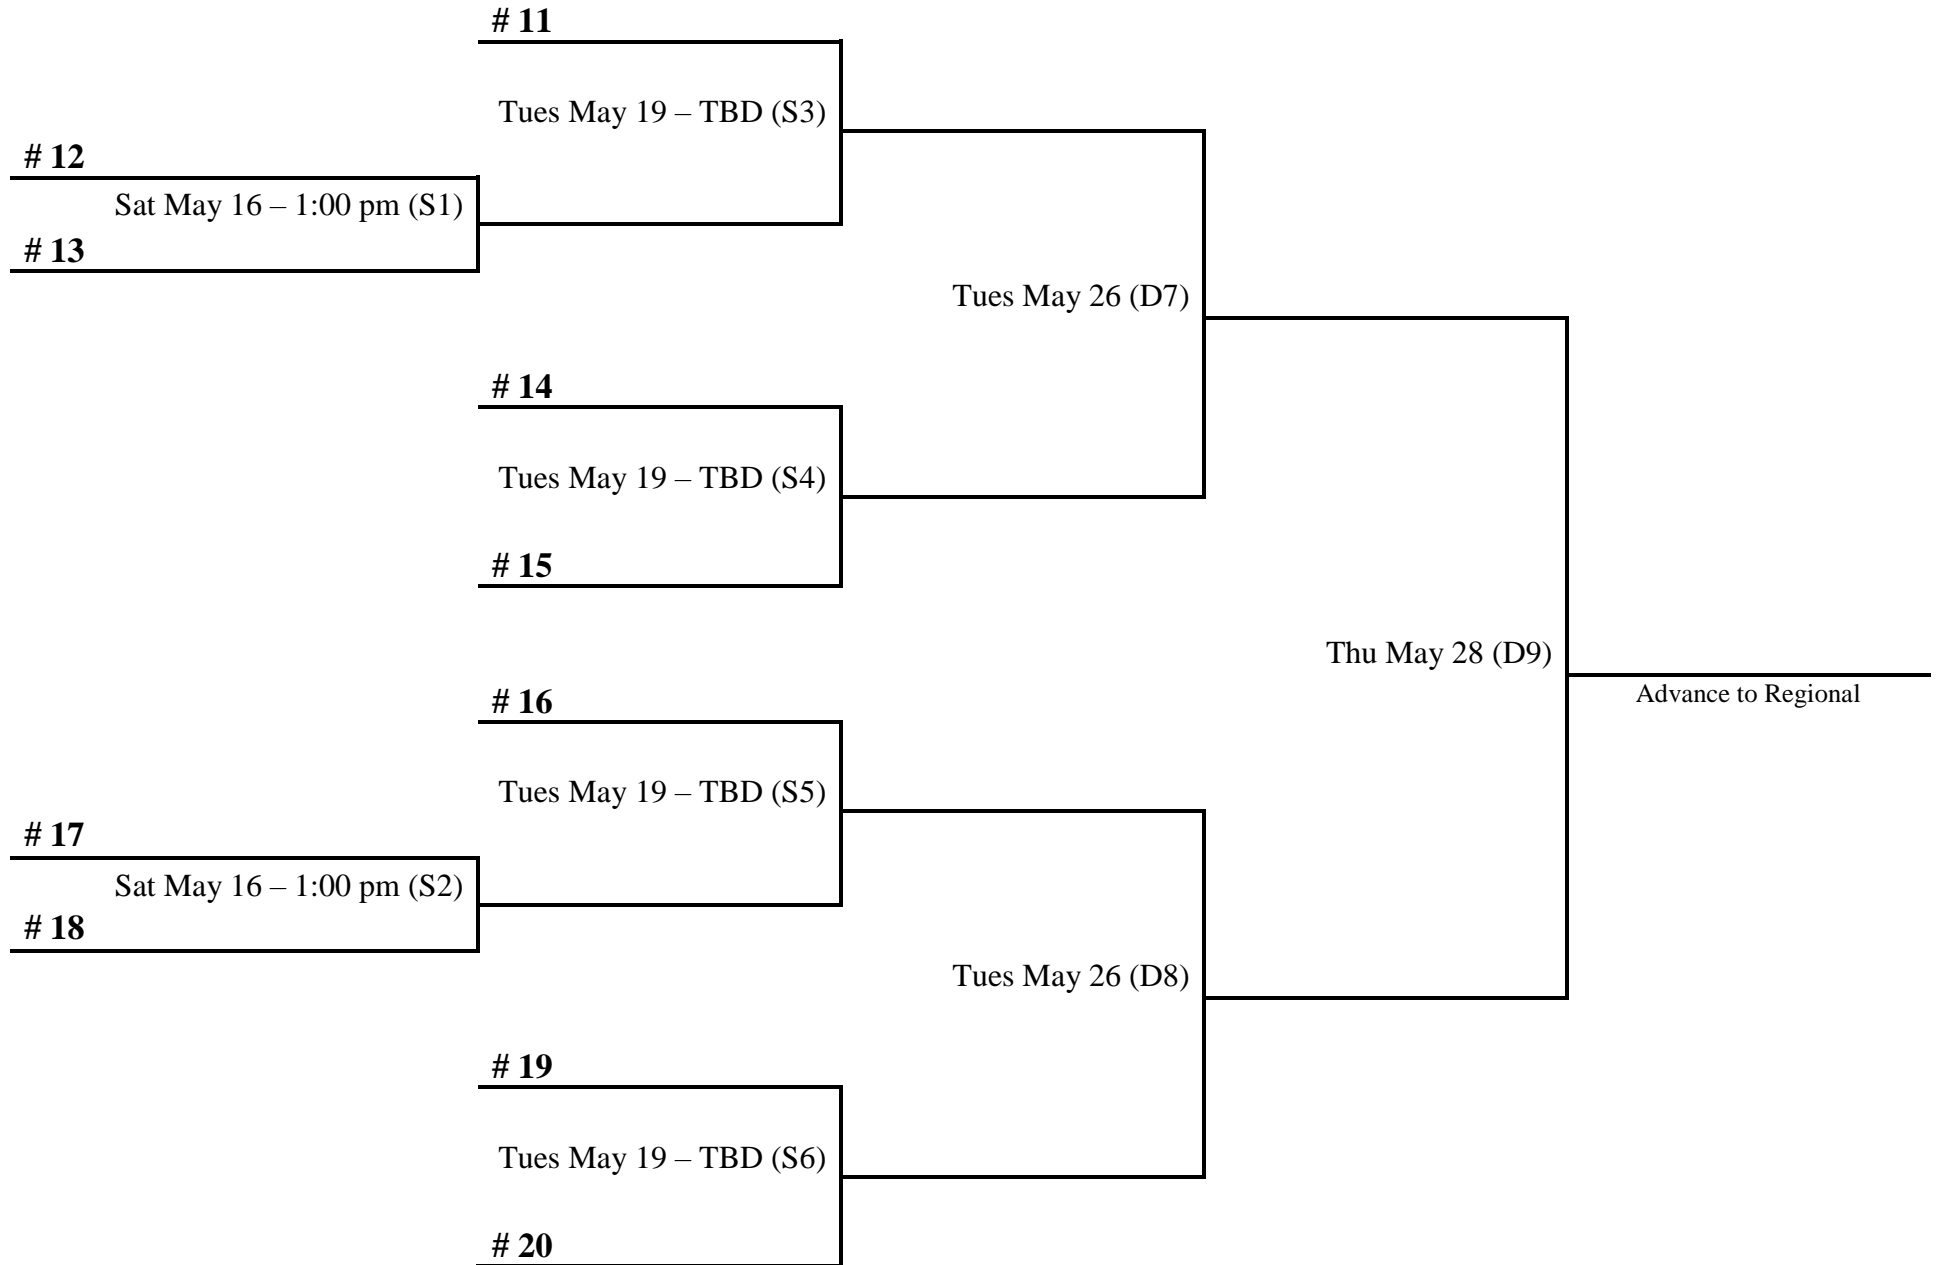 # 11
Tues May 19 – TBD (S3)
# 12
Sat May 16 – 1:00 pm (S1)
# 13
Tues May 26 (D7)
# 14
Tues May 19 – TBD (S4)
# 15
Thu May 28 (D9)
Advance to Regional
# 16
Tues May 19 – TBD (S5)
# 17
Sat May 16 – 1:00 pm (S2)
# 18
Tues May 26 (D8)
# 19
Tues May 19 – TBD (S6)
# 20